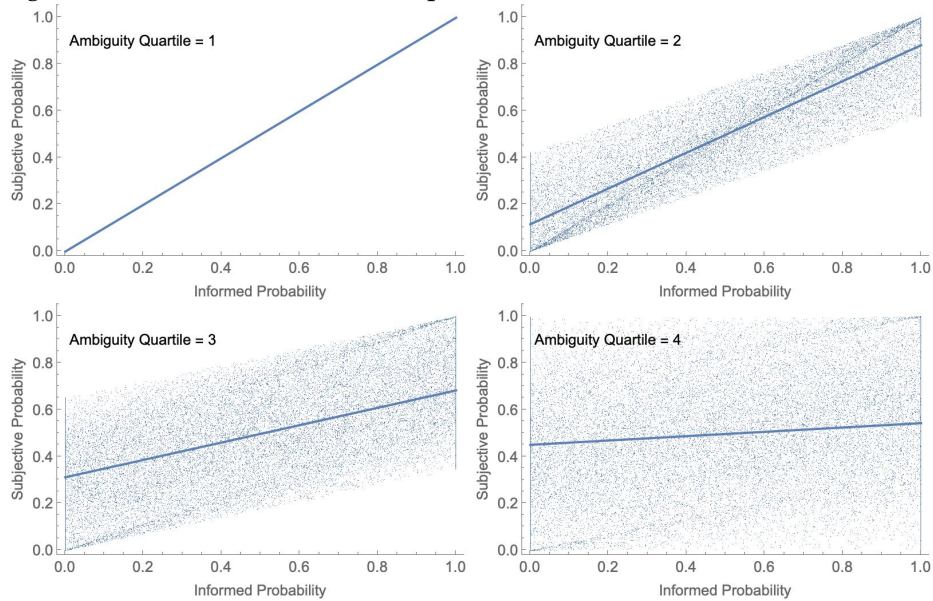 1.0
0.8
0.6
0.4
0.2
0.0
Subjective Probability
Ambiguity Quartile = 1
0.0 0.2 0.4 0.6 0.8 1.0
Informed Probability
1.0
0.8
0.6
0.4
0.2
0.0
Subjective Probability
Ambiguity Quartile = 2
0.0 0.2 0.4 0.6 0.8 1.0
Informed Probability
1.0
0.8
0.6
0.4
0.2
0.0
Subjective Probability
Ambiguity Quartile = 3
0.0 0.2 0.4 0.6 0.8 1.0
Informed Probability
1.0
0.8
0.6
0.4
0.2
0.0
Subjective Probability
Ambiguity Quartile = 4
0.0 0.2 0.4 0.6 0.8 1.0
Informed Probability